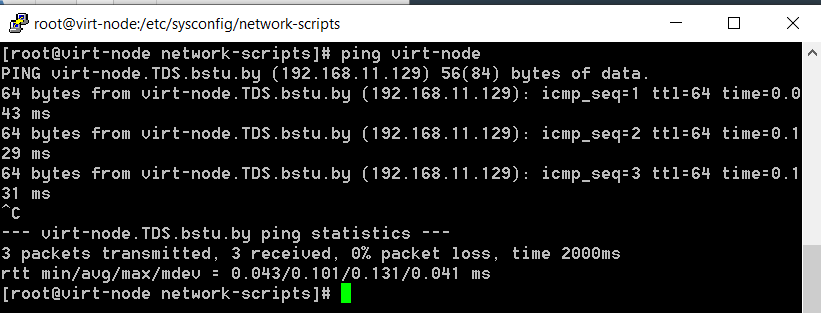 root@virt-node:/etc/sysconfig/network-scripts
[root@virt-node network-scripts]# ping virt-node
PING virt-node.TDS.bstu.by (192.168.11.129) 56(84) bytes of data.
64 bytes from virt-node.TDS.bstu.by (192.168.11.129): icmp_seq=1 ttl=64 time=0.0
43 ms
64 bytes from virt-node.TDS.bstu.by (192.168.11.129): icmp_seq=2 ttl=64 time=0.1
29 ms
64 bytes from virt-node.TDS.bstu.by (192.168.11.129): icmp_seq=3 ttl=64 time=0.1
31 ms
^C
--- virt-node.TDS.bstu.by ping statistics ---
3 packets transmitted, 3 received, 0% packet loss, time 2000ms
rtt min/avg/max/mdev = 0.043/0.101/0.131/0.041 ms
[root@virt-node network-scripts]#